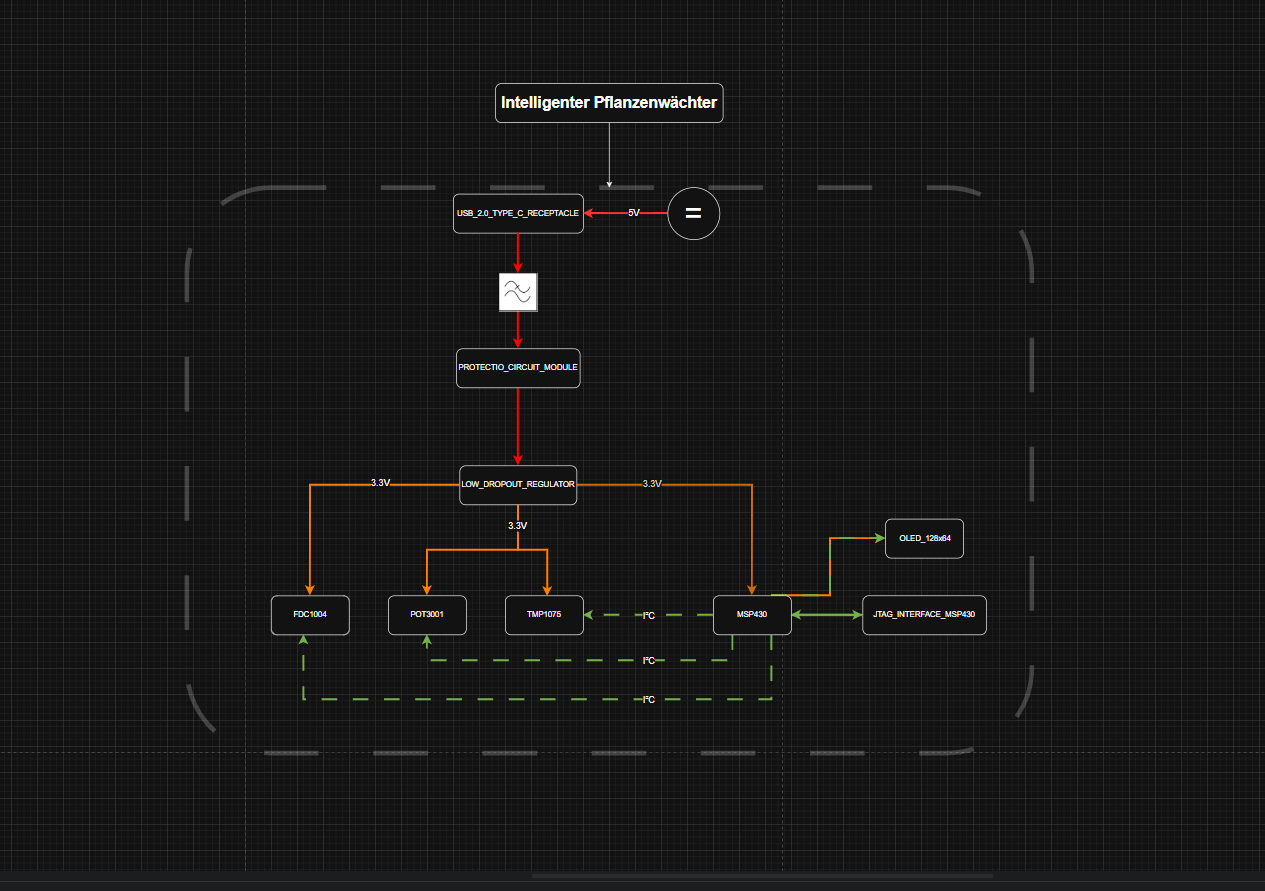 Intelligenter Pflanzenwächter
USB_2.0_TYPE_C_RECEPTACLE
5V
=
PROTECTIO_CIRCUIT_MODULE
3.3V
LOW_DROPOUT_REGULATOR
3.3V
3.3V
OLED_128x64
FDC1004
POT3001
TMP1075
I²C
MSP430
JTAG_INTERFACE_MSP430
I²C
I²C